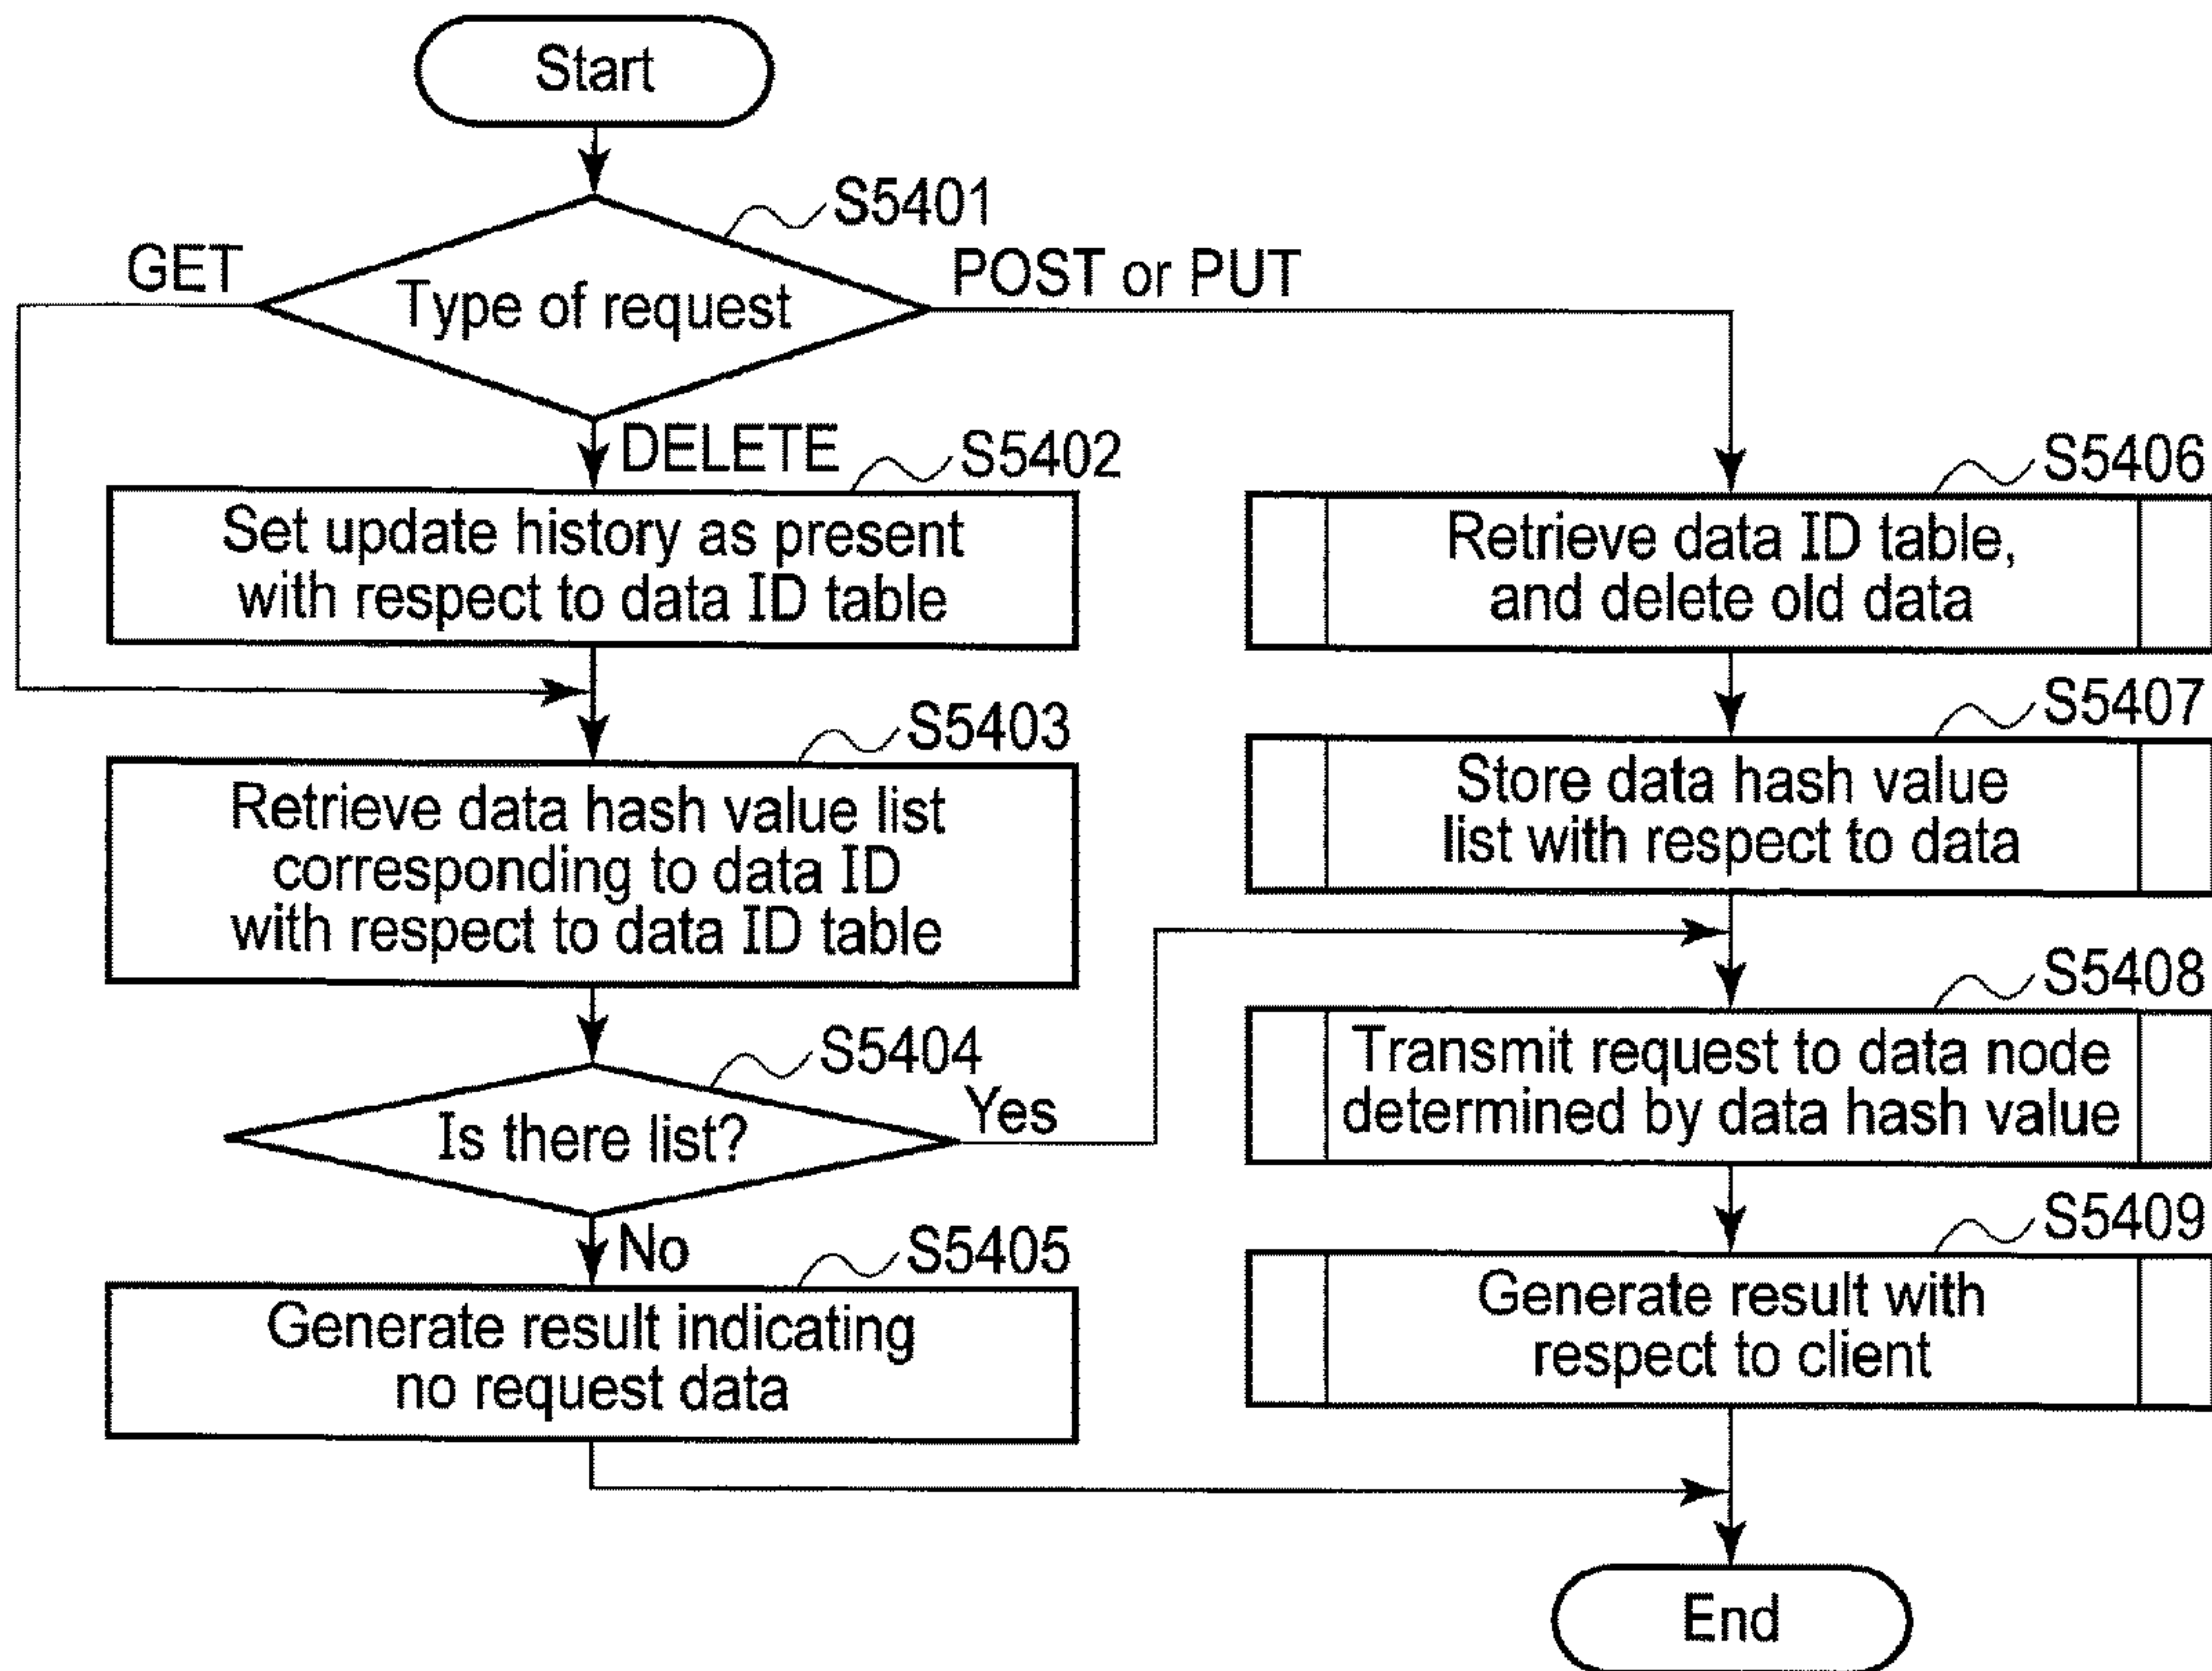 Start
S5401
GET
POST or PUT
Type of request
DELETE
S5402
Set update history as present
with respect to data ID table
S5403
Retrieve data hash value list
corresponding to data ID
with respect to data ID table
S5404
Is there list?
Yes
No
S5405
Generate result indicating
no request data
S5406
Retrieve data ID table,
and delete old data
S5407
Store data hash value
list with respect to data
S5408
Transmit request to data node
determined by data hash value
S5409
Generate result with
respect to client
End